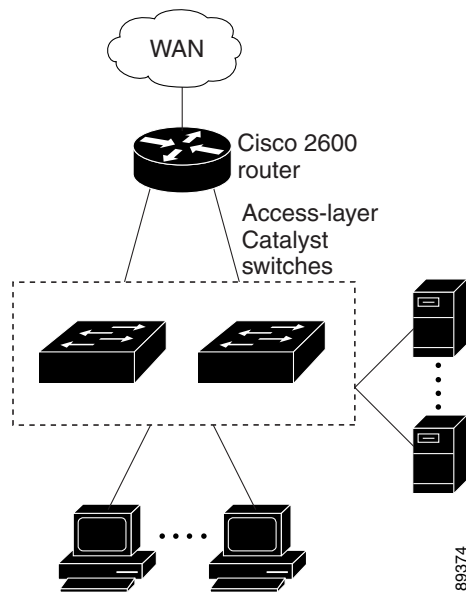 WAN
Cisco 2600
router
Access-layer
Catalyst
switches
89374